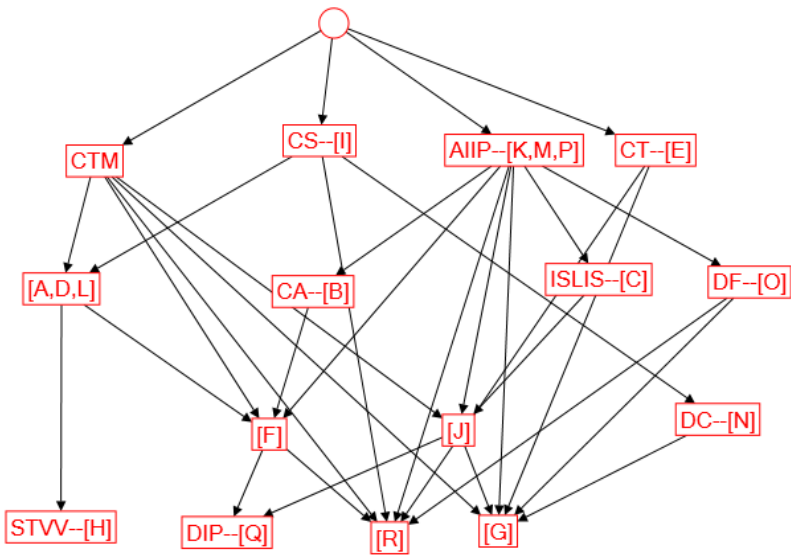 CS--[I]
AIIP--[K,M,P]
CT--[E]
CTM
[A,D,L]
CA--[B]
ISLIS--[C]
DF--[O]
[F]
[J]
DC--[N]
STVV--[H]
DIP--[Q]
[R]
[G]